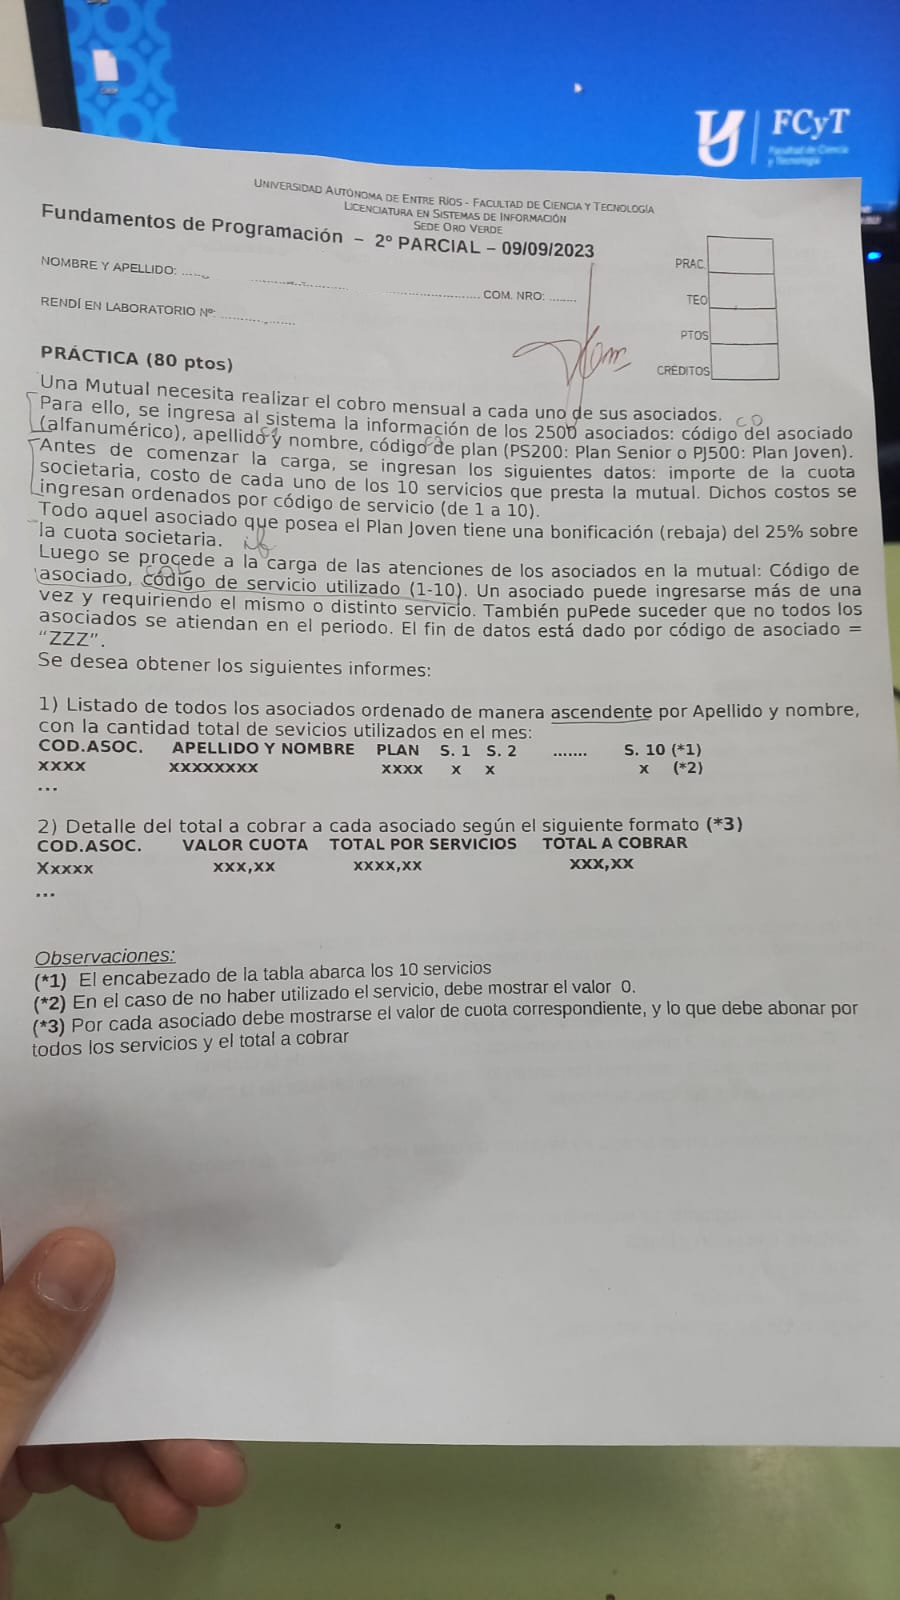 FCyT
Facultad de Ciencia
y Tecnología
UNIVERSIDAD AUTÓNOMA DE ENTRE RÍOS - FACULTAD DE CIENCIA Y TECNOLOGÍA
LICENCIATURA EN SISTEMAS DE INFORMACIÓN
SEDE ORO VERDE
Fundamentos de Programación – 2º PARCIAL – 09/09/2023
NOMBRE Y APELLIDO: ..... COM. NRO: ........
RENDÍ EN LABORATORIO Nº: ....................
PRAC.
TEO
PTOS
CRÉDITOS
PRÁCTICA (80 ptos)
Una Mutual necesita realizar el cobro mensual a cada uno de sus asociados.
Para ello, se ingresa al sistema la información de los 2500 asociados: código del asociado
(alfanumérico), apellido y nombre, código de plan (PS200: Plan Senior o PJ500: Plan Joven).
Antes de comenzar la carga, se ingresan los siguientes datos: importe de la cuota
societaria, costo de cada uno de los 10 servicios que presta la mutual. Dichos costos se
ingresan ordenados por código de servicio (de 1 a 10).
Todo aquel asociado que posea el Plan Joven tiene una bonificación (rebaja) del 25% sobre
la cuota societaria.
Luego se procede a la carga de las atenciones de los asociados en la mutual: Código de
asociado, código de servicio utilizado (1-10). Un asociado puede ingresarse más de una
vez y requiriendo el mismo o distinto servicio. También puPede suceder que no todos los
asociados se atiendan en el periodo. El fin de datos está dado por código de asociado =
“ZZZ”.
Se desea obtener los siguientes informes:
1) Listado de todos los asociados ordenado de manera ascendente por Apellido y nombre,
con la cantidad total de sevicios utilizados en el mes:
COD.ASOC. APELLIDO Y NOMBRE PLAN S. 1 S. 2 ....... S. 10 (*1)
XXXX XXXXXXXX XXXX X X X (*2)
...
2) Detalle del total a cobrar a cada asociado según el siguiente formato (*3)
COD.ASOC. VALOR CUOTA TOTAL POR SERVICIOS TOTAL A COBRAR
Xxxxx xxx,xx xxxx,xx xxx,xx
...
Observaciones:
(*1) El encabezado de la tabla abarca los 10 servicios
(*2) En el caso de no haber utilizado el servicio, debe mostrar el valor 0.
(*3) Por cada asociado debe mostrarse el valor de cuota correspondiente, y lo que debe abonar por
todos los servicios y el total a cobrar